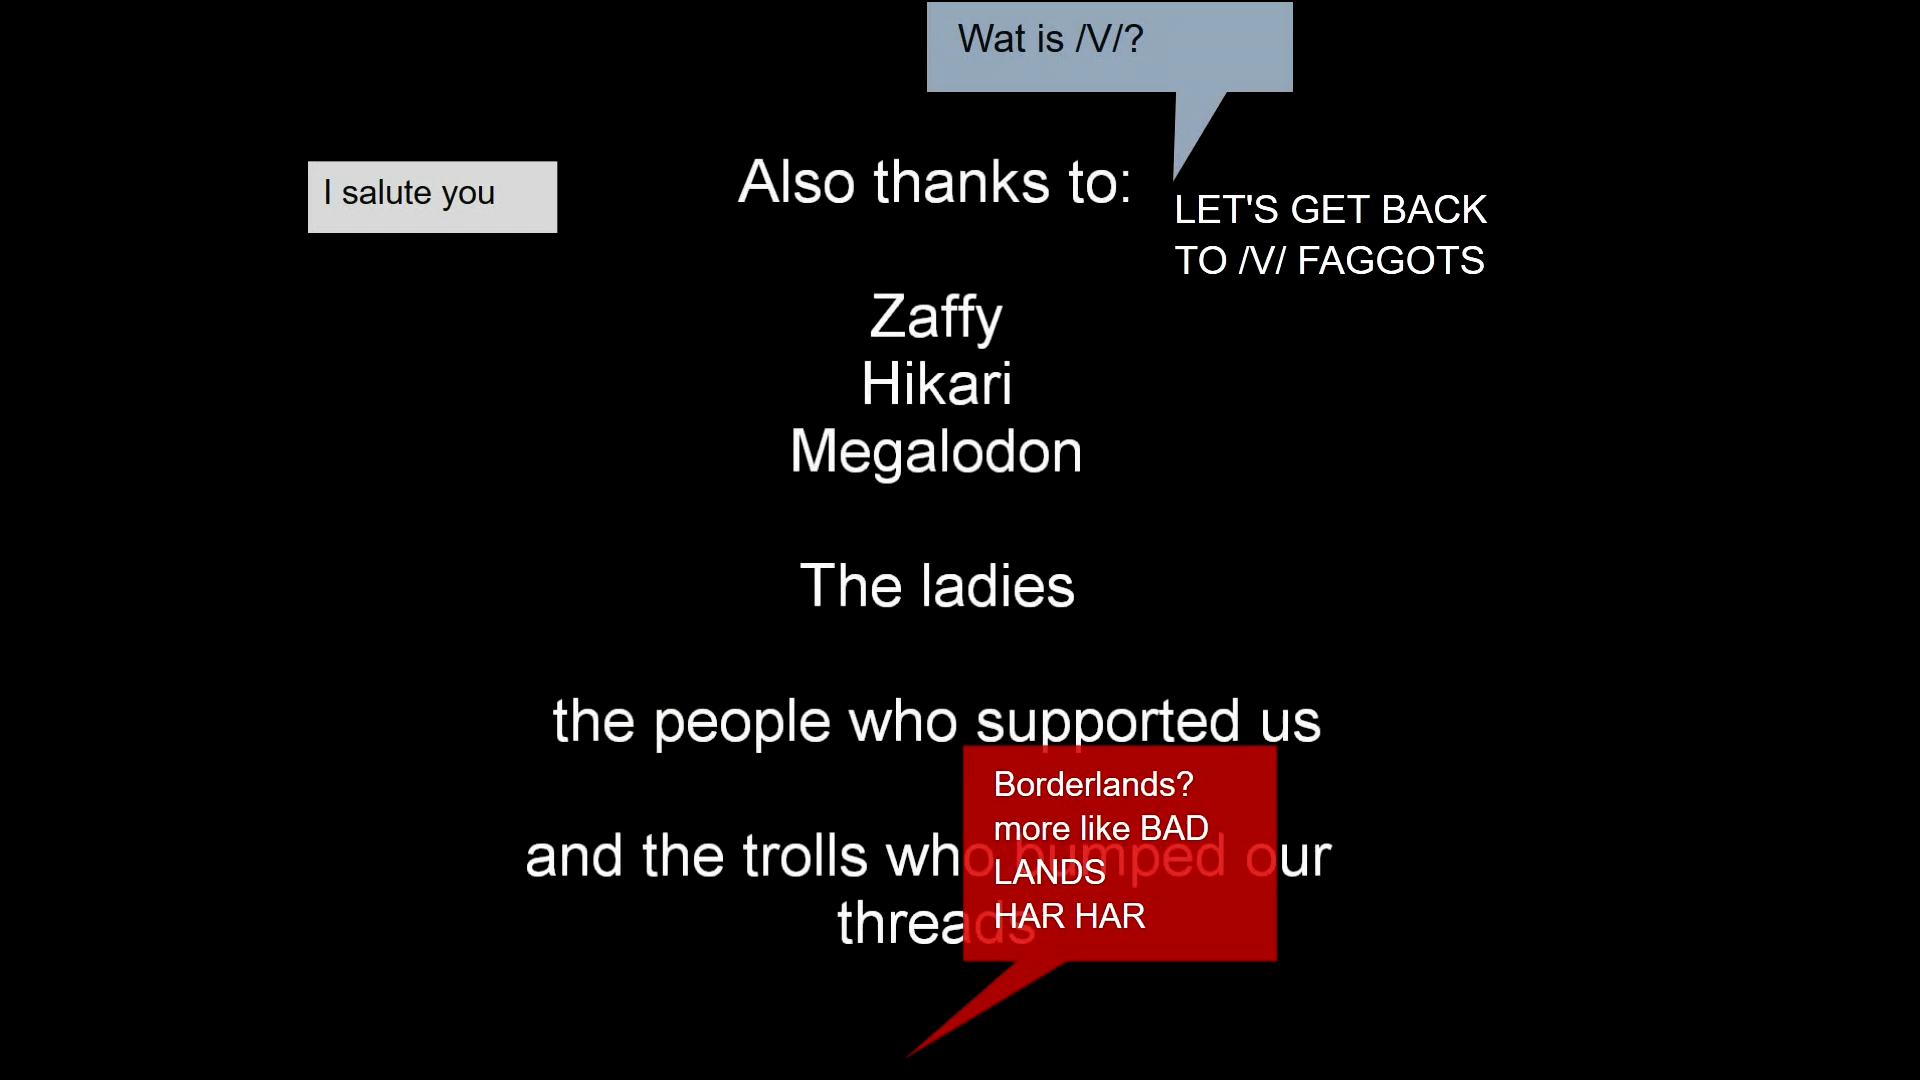 Wat is /V/?
I salute you
Also thanks to:
LET'S GET BACK
TO /V/ FAGGOTS
Zaffy
Hikari
Megalodon
The ladies
the people who supported us
and the trolls who bumped our
threads
Borderlands?
more like BAD
LANDS
HAR HAR